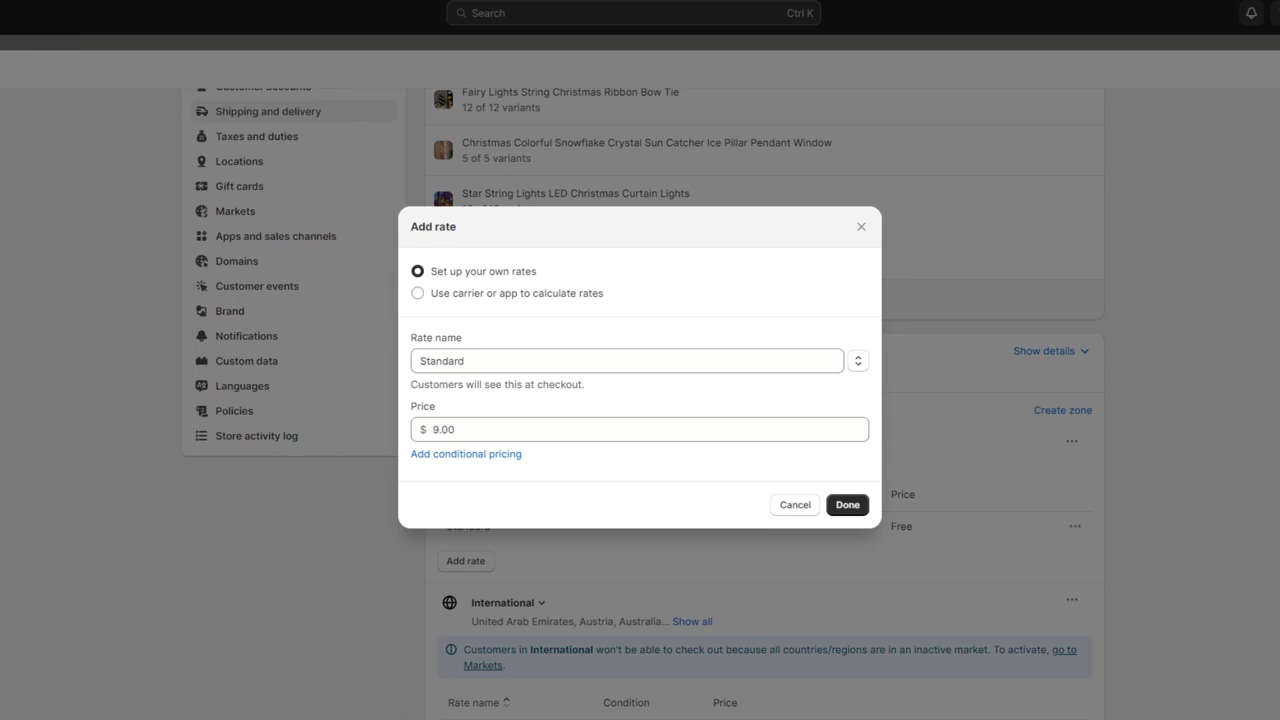 Search
Ctrl K
Shipping and delivery
Taxes and duties
Locations
Gift cards
Markets
Apps and sales channels
Domains
Customer events
Brand
Notifications
Custom data
Languages
Policies
Store activity log
Fairy Lights String Christmas Ribbon Bow Tie
12 of 12 variants
Christmas Colorful Snowflake Crystal Sun Catcher Ice Pillar Pendant Window
5 of 5 variants
Star String Lights LED Christmas Curtain Lights
Add rate
Set up your own rates
Use carrier or app to calculate rates
Rate name
Standard
Customers will see this at checkout.
Price
$ 9.00
Add conditional pricing
Cancel
Done
Show details
Create zone
Price
Free
Add rate
International
United Arab Emirates, Austria, Australia... Show all
Customers in International won't be able to check out because all countries/regions are in an inactive market. To activate, go to
Markets.
Rate name
Condition
Price